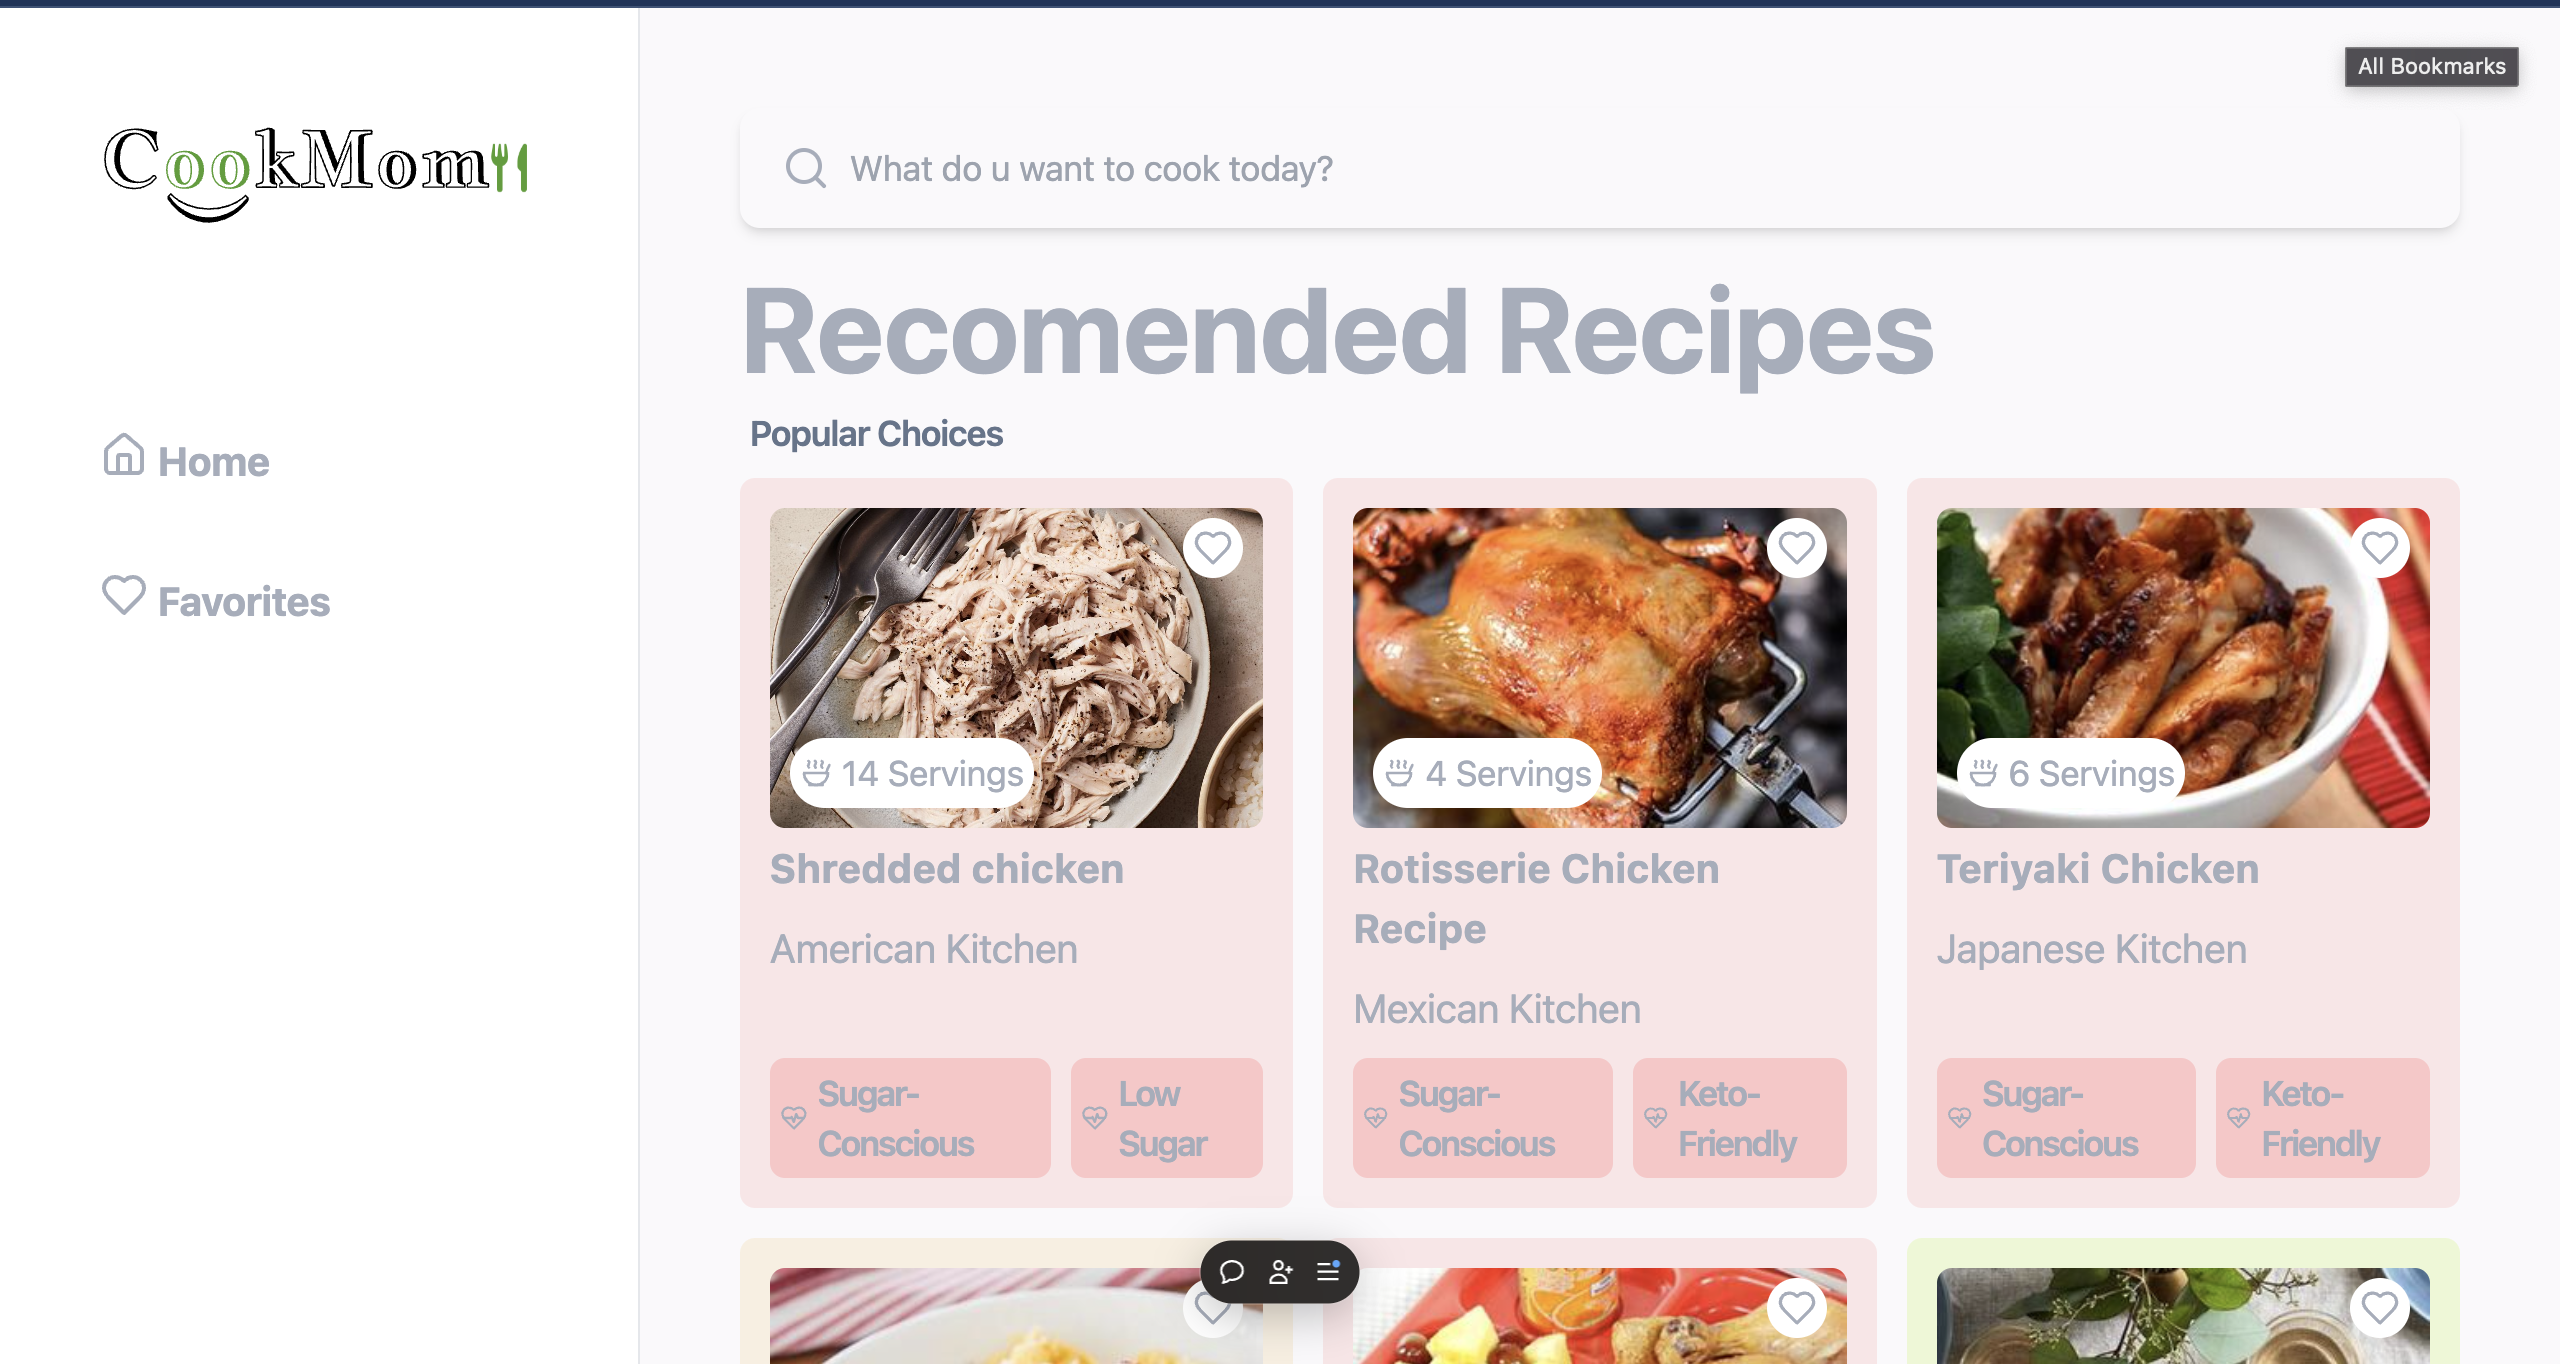 All Bookmarks
CookMom
What do u want to cook today?
Recomended Recipes
Popular Choices
Home
Favorites
14 Servings
Shredded chicken
American Kitchen
Sugar-
Conscious
Low
Sugar
4 Servings
Rotisserie Chicken
Recipe
Mexican Kitchen
Sugar-
Conscious
Keto-
Friendly
6 Servings
Teriyaki Chicken
Japanese Kitchen
Sugar-
Conscious
Keto-
Friendly